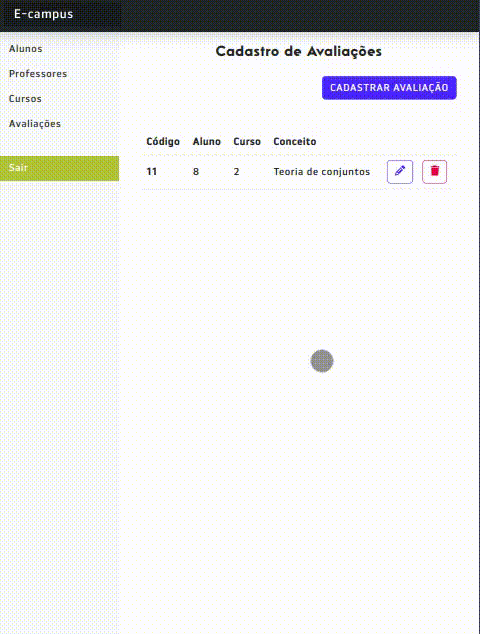 E-campus
Alunos
Professores
Cursos
Avaliações
Sair
Cadastro de Avaliações
CADASTRAR AVALIAÇÃO
Código Aluno Curso Conceito
11 8 2 Teoria de conjuntos